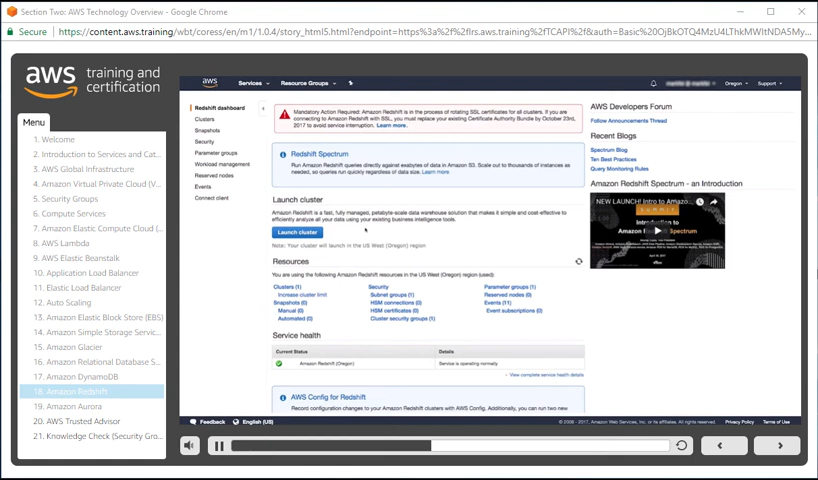 Section Two: AWS Technology Overview - Google Chrome
Secure
https://content.aws.training/wbt/coress/en/m1/1.0.4/story_html5.html?endpoint=https%3a%2f%2flrs.aws.training%2fTCAPI%2f&auth=Basic%20OjBkOTQ4MzU4LThkMWItNDA5My...
aws training and
certification
Menu
1. Welcome
2. Introduction to Services and Cat...
3. AWS Global Infrastructure
4. Amazon Virtual Private Cloud (V...
5. Security Groups
6. Compute Services
7. Amazon Elastic Compute Cloud (...
8. AWS Lambda
9. AWS Elastic Beanstalk
10. Application Load Balancer
11. Elastic Load Balancer
12. Auto Scaling
13. Amazon Elastic Block Store (EBS)
14. Amazon Simple Storage Servic...
15. Amazon Glacier
16. Amazon Relational Database S...
17. Amazon DynamoDB
18. Amazon Redshift
19. Amazon Aurora
20. AWS Trusted Advisor
21. Knowledge Check (Security Gro...
aws Services Resource Groups Oregon Support
Redshift dashboard
Clusters
Snapshots
Security
Parameter groups
Workload management
Reserved nodes
Events
Connect client
Mandatory Action Required: Amazon Redshift is in the process of rotating SSL certificates for all clusters. If you are
connecting to Amazon Redshift with SSL, you must replace your existing Certificate Authority Bundle by October 23rd,
2017 to avoid service interruption. Learn more.
Redshift Spectrum
Run Amazon Redshift queries directly against exabytes of data in Amazon S3. Scale out to thousands of instances as
needed, so queries run quickly regardless of data size. Learn more
Launch cluster
Amazon Redshift is a fast, fully managed, petabyte-scale data warehouse solution that makes it simple and cost-effective to
efficiently analyze all your data using your existing business intelligence tools.
Launch cluster
Note: Your cluster will launch in the US West (Oregon) region
Resources
You are using the following Amazon Redshift resources in the US West (Oregon) region (used):
Clusters (1) Security Parameter groups (1)
Increase cluster limit Subnet groups (1) Reserved nodes (0)
Snapshots (0) HSM connections (0) Events (11)
Manual (0) HSM certificates (0) Event subscriptions (0)
Automated (0) Cluster security groups (1)
Service health
Current Status Details
Amazon Redshift (Oregon) Service is operating normally
View complete service health details
AWS Config for Redshift
Record configuration changes to your Redshift clusters with AWS Config. Additionally, you can run two new
AWS Developers Forum
Follow Announcements Thread
Recent Blogs
Spectrum Blog
Ten Best Practices
Query Monitoring Rules
Amazon Redshift Spectrum - an Introduction
NEW LAUNCH! Intro to Ama
SUMMIT
Introduction to
Amazon Redshift Spectrum
Feedback English (US)
Privacy Policy Terms of Use